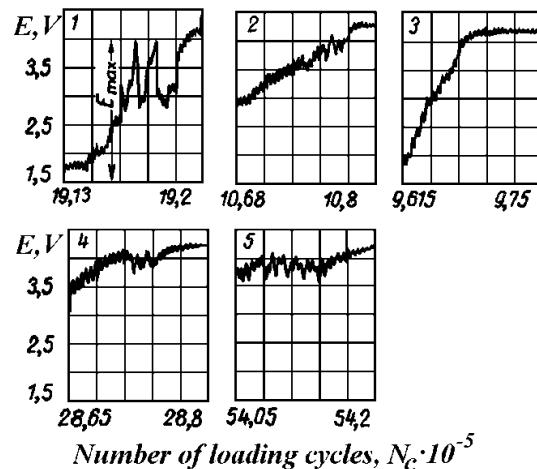 E, V 1 2 3
3,5
2,5
1,5
E max
19,13 19,2 10,68 10,8 9,615 9,75
E, V 4 5
3,5
2,5
1,5
28,65 28,8 54,05 54,2
Number of loading cycles, Nc·10-5